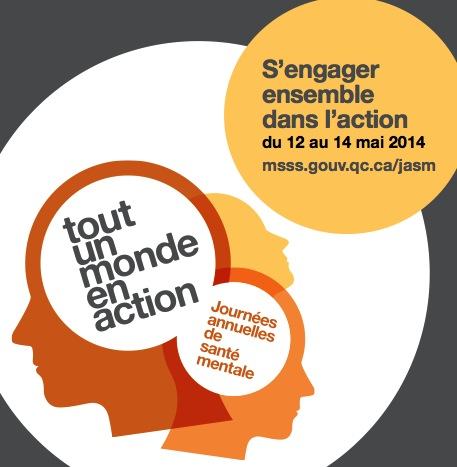 S'engager
ensemble
dans l'action
du 12 au 14 mai 2014
msss.gouv.qc.ca/jasm
tout
un
monde
en
action
Journées
annuelles
de
santé
mentale